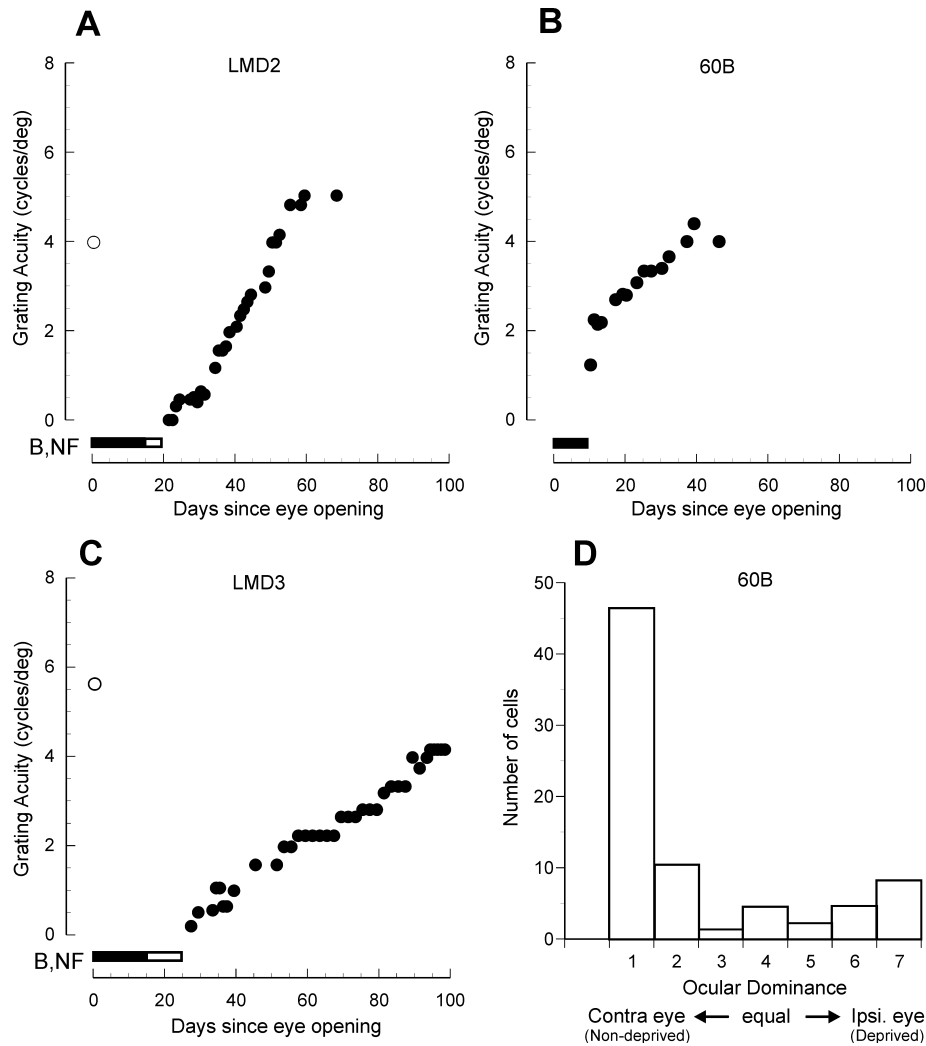 A
LMD2
8
6
4
2
0
Grating Acuity (cycles/deg)
B,NF
0 20 40 60 80 100
Days since eye opening
B
60B
8
6
4
2
0
Grating Acuity (cycles/deg)
0 20 40 60 80 100
Days since eye opening
C
LMD3
8
6
4
2
0
Grating Acuity (cycles/deg)
B,NF
0 20 40 60 80 100
Days since eye opening
D
60B
50
40
30
20
10
0
Number of cells
1 2 3 4 5 6 7
Ocular Dominance
Contra eye equal Ipsi. eye
(Non-deprived) (Deprived)